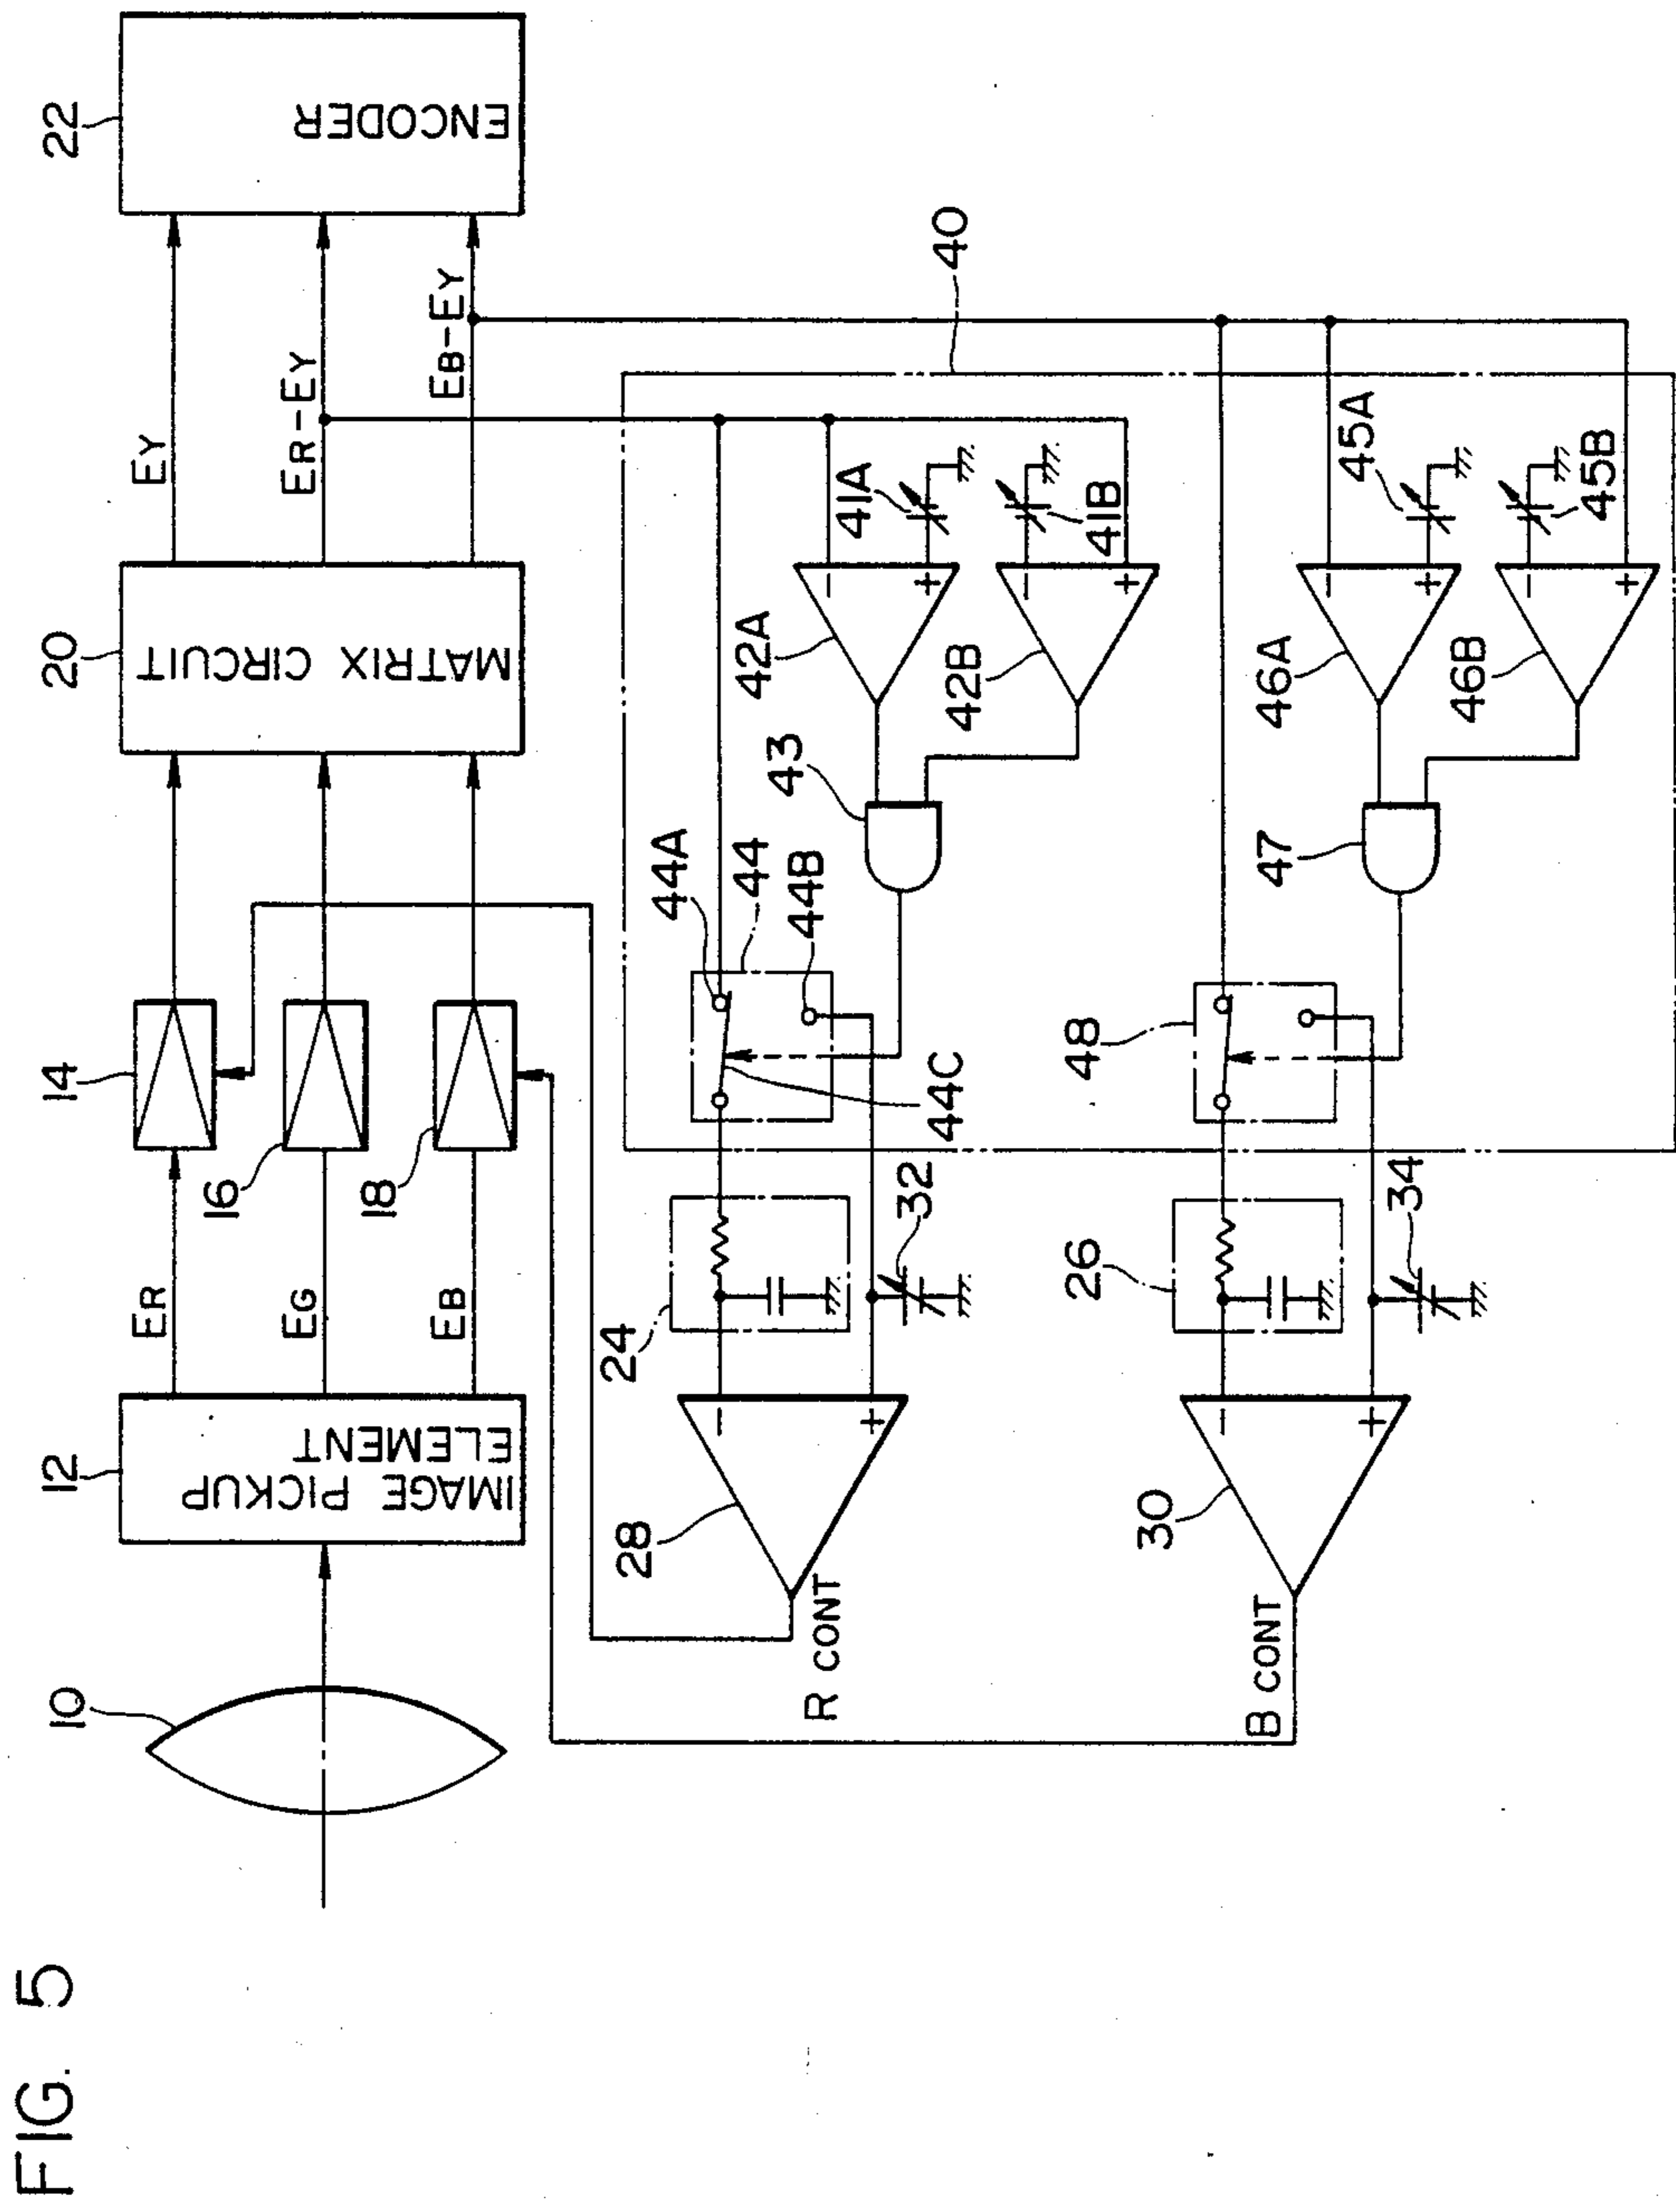 FIG. 5
10
12
IMAGE PICKUP
ELEMENT
ER
EG
EB
14
16
18
20
MATRIX CIRCUIT
EY
ER-EY
EB-EY
22
ENCODER
R CONT
28
-
+
24
32
44A
44
44B
44C
43
42A
-
+
42B
-
+
41A
41B
40
B CONT
30
-
+
26
34
48
47
46A
-
+
46B
-
+
45A
45B